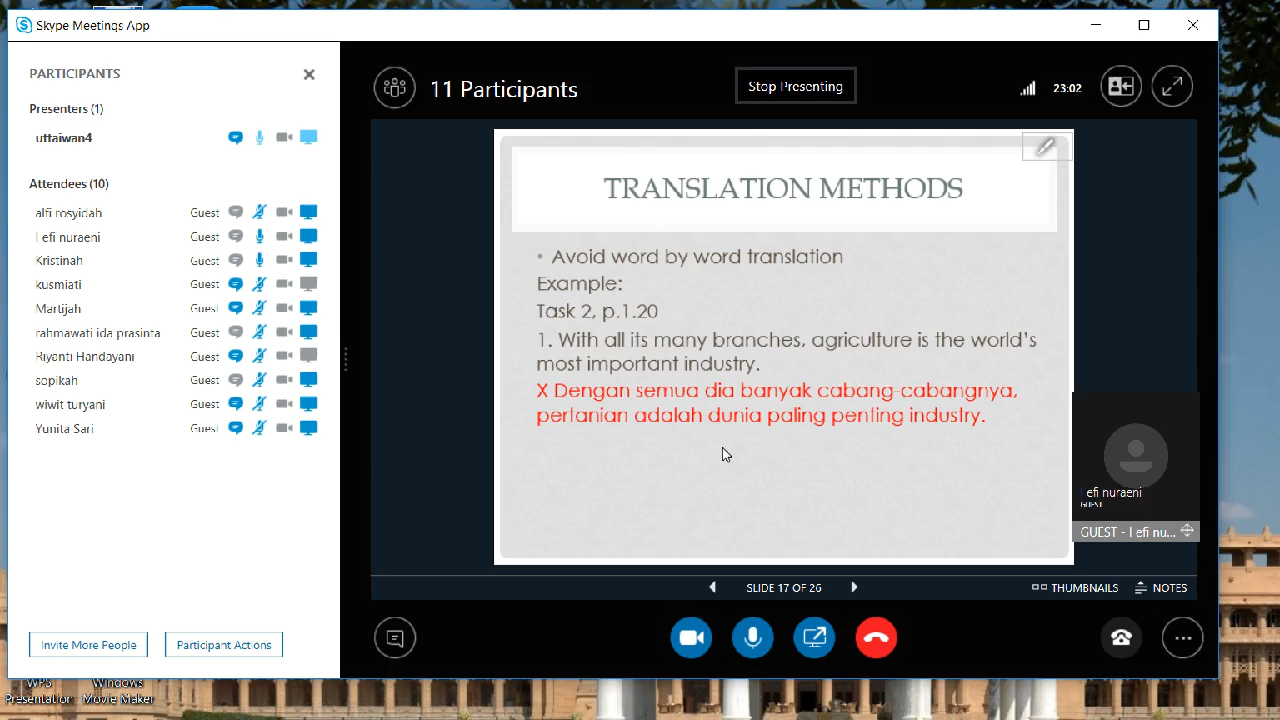 Skype Meetings App
PARTICIPANTS
Presenters (1)
uttaiwan4
Attendees (10)
alfi rosyidah Guest
I efi nuraeni Guest
Kristinah Guest
kusmiati Guest
Martijah Guest
rahmawati ida prasinta Guest
Riyanti Handayani Guest
sopikah Guest
wiwit turyani Guest
Yunita Sari Guest
Invite More People
Participant Actions
11 Participants
Stop Presenting
23:02
TRANSLATION METHODS
• Avoid word by word translation
Example:
Task 2, p.1.20
1. With all its many branches, agriculture is the world's
most important industry.
X Dengan semua dia banyak cabang-cabangnya,
pertanian adalah dunia paling penting industry.
I efi nuraeni
GUEST
GUEST - I efi nu...
SLIDE 17 OF 26
THUMBNAILS
NOTES
WPS
Presentation
Windows
Movie Maker